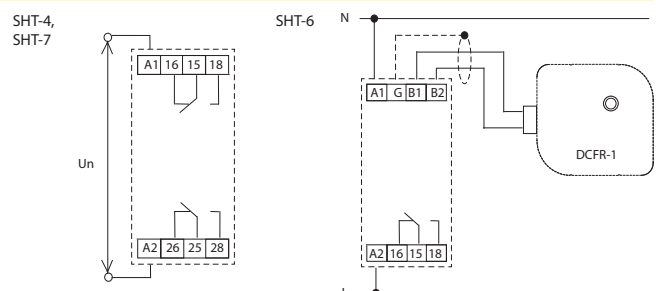 SHT-4,
SHT-7
A1 16 15 18
Un
A2 26 25 28
SHT-6
N
A1 G B1 B2
DCFR-1
A2 16 15 18